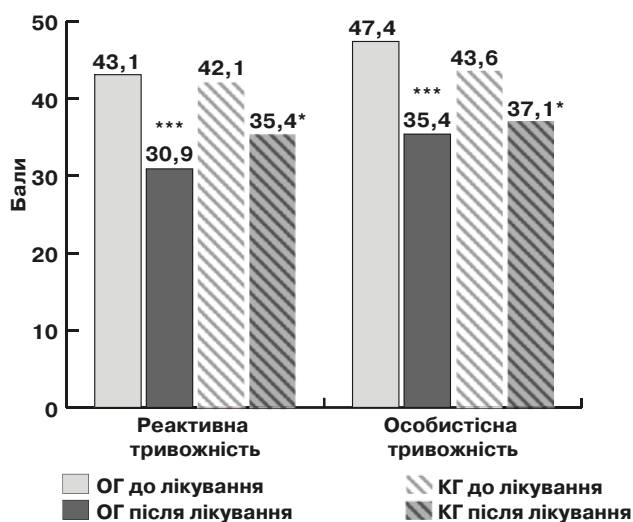 Бали
50
40
30
20
10
0
43,1
***
30,9
42,1
35,4*
47,4
***
35,4
43,6
37,1*
Реактивна
тривожність
Особистісна
тривожність
ОГ до лікування
ОГ після лікування
КГ до лікування
КГ після лікування